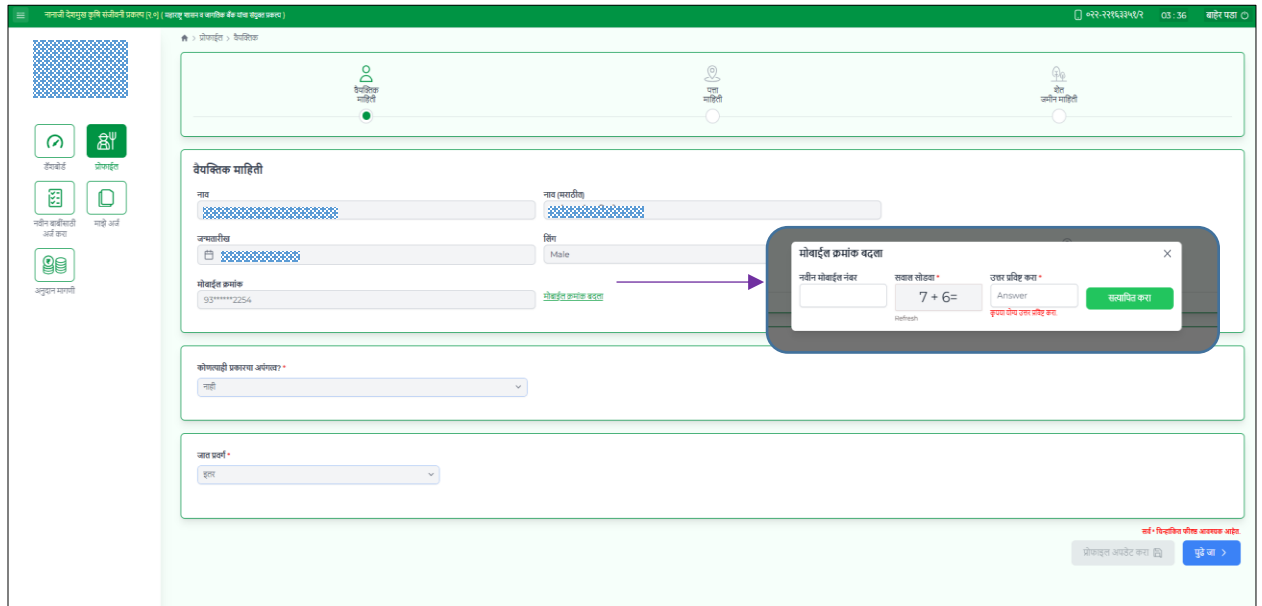 नानाजी देशमुख कृषि संजीवनी प्रकल्प [२.०] ( महाराष्ट्र शासन व जागतिक बँक यांचा संयुक्त प्रकल्प )
०२२-२२१६३३५१/२ 03 : 36 बाहेर पडा
प्रोफाईल > वैयक्तिक
वैयक्तिक
माहिती
पत्ता
माहिती
शेत
जमीन माहिती
डॅशबोर्ड
प्रोफाईल
नवीन बाबींसाठी
अर्ज करा
माझे अर्ज
अनुदान मागणी
वैयक्तिक माहिती
नाव
नाव (मराठीत)
जन्मतारीख
लिंग
Male
मोबाईल क्रमांक
93******2254
मोबाईल क्रमांक बदला
मोबाईल क्रमांक बदला
नवीन मोबाईल नंबर
सवाल सोडवा *
उत्तर प्रविष्ट करा *
7 + 6=
Answer
सत्यापित करा
Refresh
कृपया योग्य उत्तर प्रविष्ट करा.
कोणत्याही प्रकारचा अपंगत्व? *
नाही
जात प्रवर्ग *
इतर
सर्व * चिन्हांकित फील्ड आवश्यक आहेत.
प्रोफाइल अपडेट करा
पुढे जा >